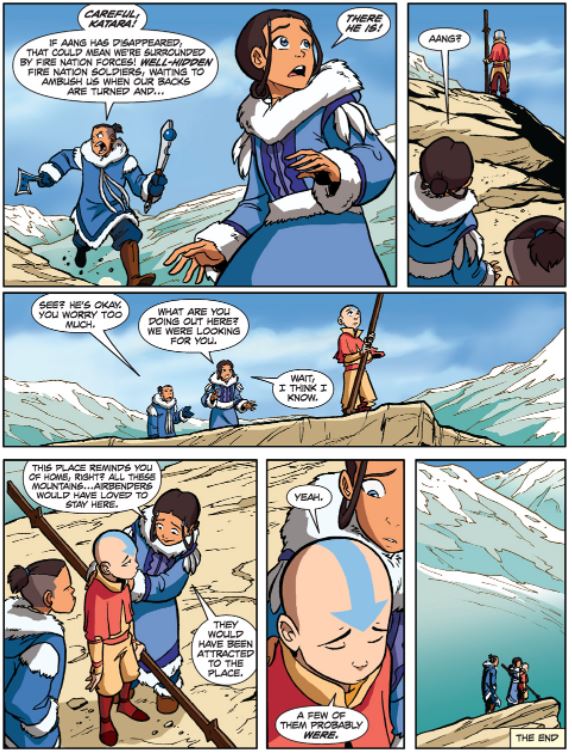 CAREFUL,
KATARA!
IF AANG HAS DISAPPEARED,
THAT COULD MEAN WE'RE SURROUNDED
BY FIRE NATION FORCES! WELL-HIDDEN
FIRE NATION SOLDIERS, WAITING TO
AMBUSH US WHEN OUR BACKS
ARE TURNED AND...
THERE
HE IS!
AANG?
SEE? HE'S OKAY.
YOU WORRY TOO
MUCH.
WHAT ARE YOU
DOING OUT HERE?
WE WERE LOOKING
FOR YOU.
WAIT,
I THINK I
KNOW.
THIS PLACE REMINDS YOU
OF HOME, RIGHT? ALL THESE
MOUNTAINS...AIRBENDERS
WOULD HAVE LOVED TO
STAY HERE.
THEY
WOULD
HAVE BEEN
ATTRACTED
TO THE
PLACE.
YEAH.
A FEW OF
THEM PROBABLY
WERE.
THE END